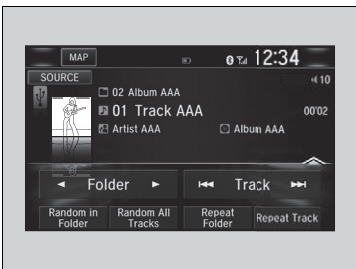 MAP
12:34
SOURCE
10
02 Album AAA
01 Track AAA
00'02
Artist AAA
Album AAA
Folder
Track
Random in Folder
Random All Tracks
Repeat Folder
Repeat Track